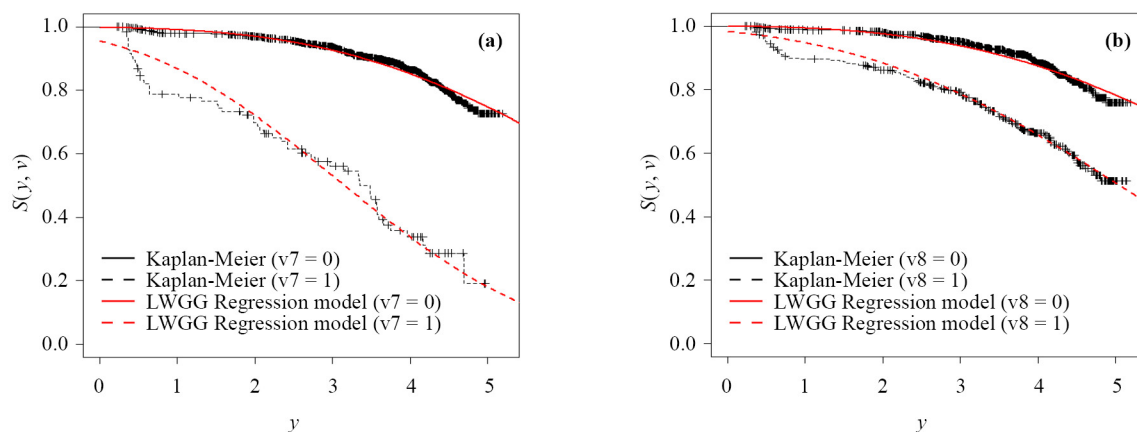 (a)
S(y, v)
1.0
0.8
0.6
0.4
0.2
0.0
Kaplan-Meier (v7 = 0)
Kaplan-Meier (v7 = 1)
LWGG Regression model (v7 = 0)
LWGG Regression model (v7 = 1)
0 1 2 3 4 5
y
(b)
S(y, v)
1.0
0.8
0.6
0.4
0.2
0.0
Kaplan-Meier (v8 = 0)
Kaplan-Meier (v8 = 1)
LWGG Regression model (v8 = 0)
LWGG Regression model (v8 = 1)
0 1 2 3 4 5
y